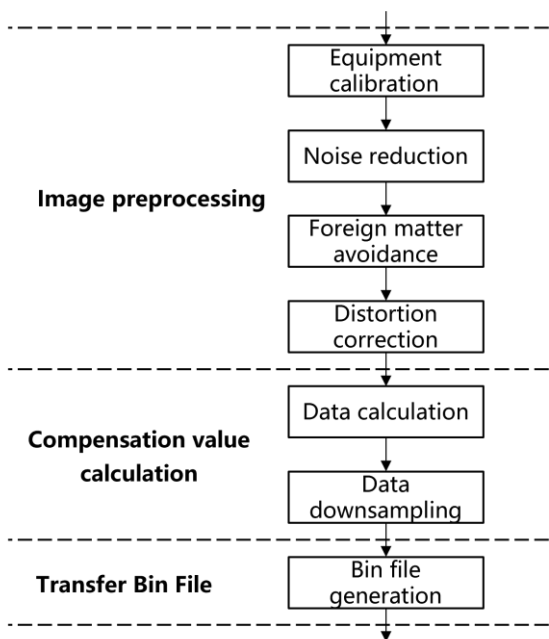 Equipment
calibration
Noise reduction
Image preprocessing
Foreign matter
avoidance
Distortion
correction
Data calculation
Compensation value
calculation
Data
downsampling
Transfer Bin File
Bin file
generation